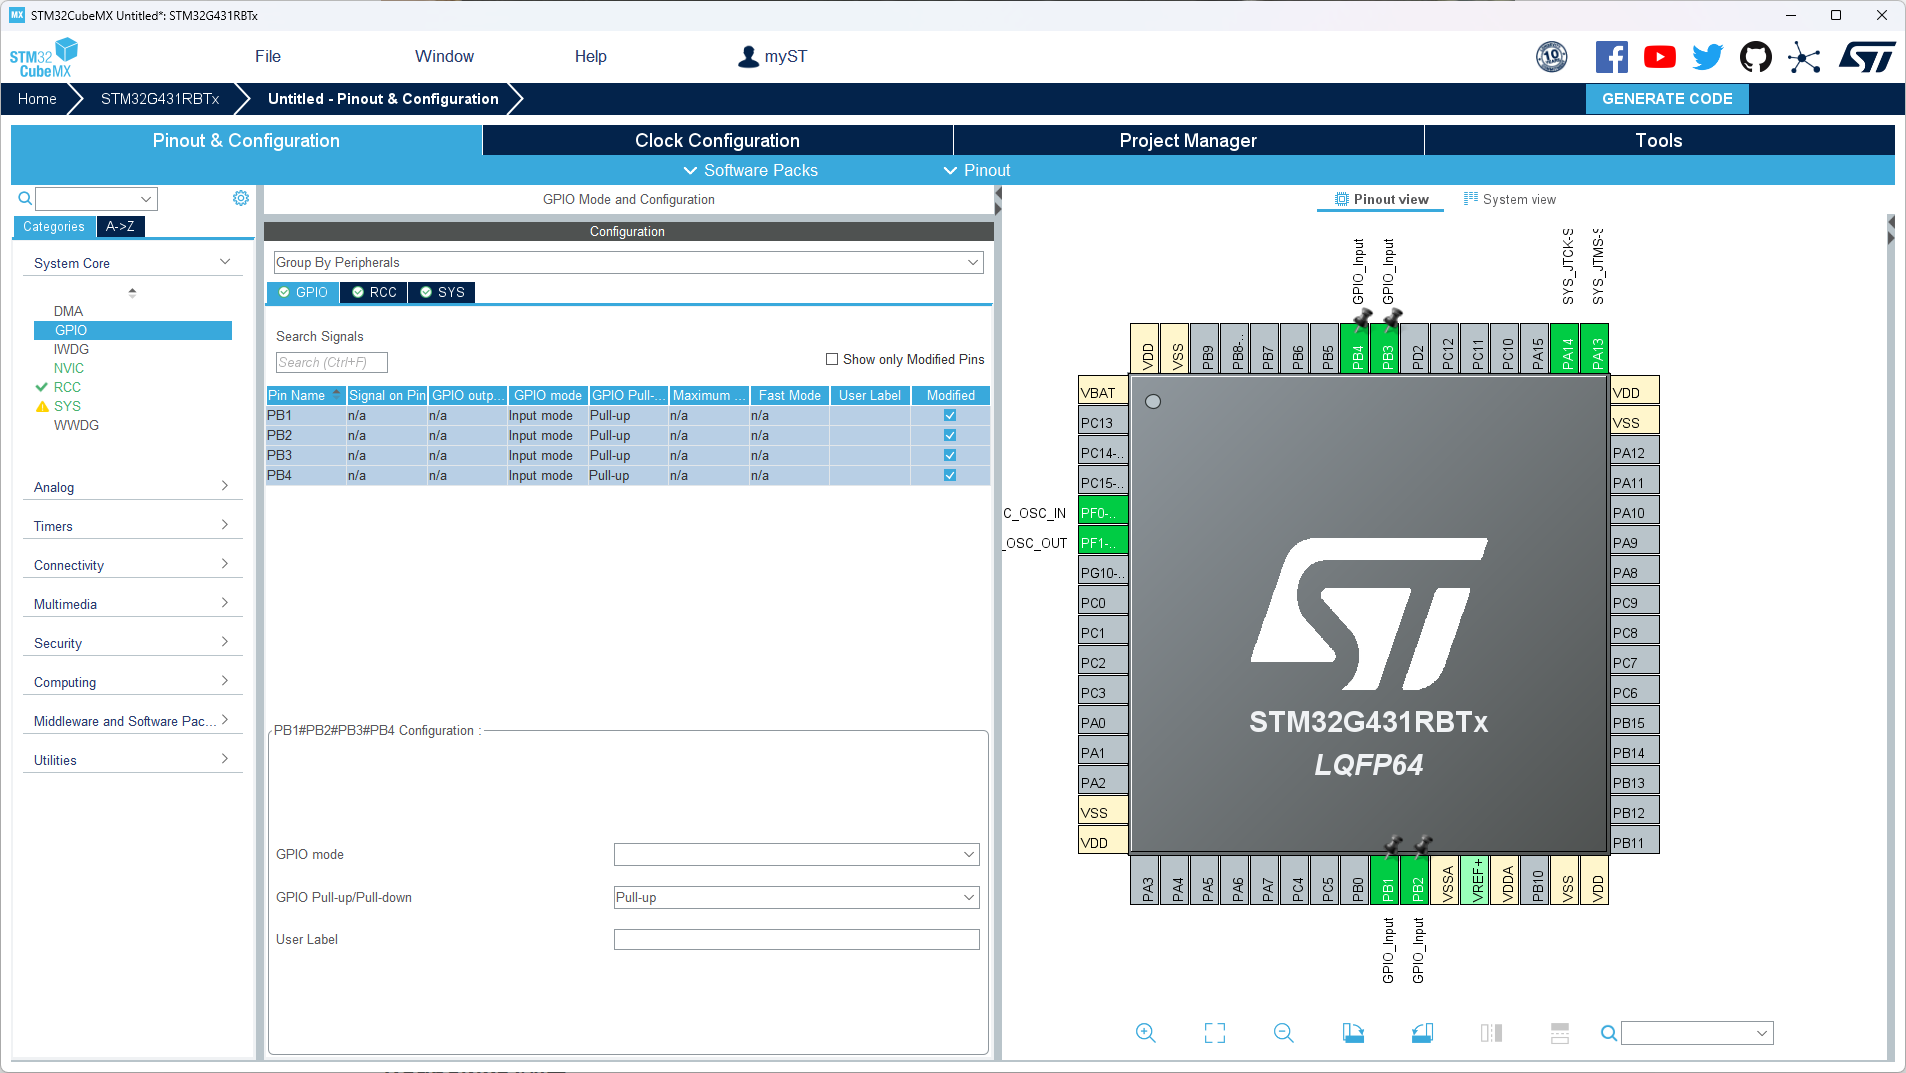 MX STM32CubeMX Untitled*: STM32G431RBTx
STM32
CubeMX
File
Window
Help
myST
10
Home
STM32G431RBTx
Untitled - Pinout & Configuration
GENERATE CODE
Pinout & Configuration
Clock Configuration
Project Manager
Tools
Software Packs
Pinout
Categories
A->Z
System Core
DMA
GPIO
IWDG
NVIC
RCC
SYS
WWDG
Analog
Timers
Connectivity
Multimedia
Security
Computing
Middleware and Software Pac...
Utilities
GPIO Mode and Configuration
Configuration
Group By Peripherals
GPIO
RCC
SYS
Search Signals
Search (Ctrl+F)
Show only Modified Pins
Pin Name Signal on Pin GPIO outp... GPIO mode GPIO Pull-... Maximum ... Fast Mode User Label Modified
PB1 n/a n/a Input mode Pull-up n/a n/a
PB2 n/a n/a Input mode Pull-up n/a n/a
PB3 n/a n/a Input mode Pull-up n/a n/a
PB4 n/a n/a Input mode Pull-up n/a n/a
PB1#PB2#PB3#PB4 Configuration :
GPIO mode
GPIO Pull-up/Pull-down
Pull-up
User Label
Pinout view
System view
GPIO_Input
GPIO_Input
SYS_JTCK-S
SYS_JTMS-S
VDD
VSS
PB9
PB8-..
PB7
PB6
PB5
PB4
PB3
PD2
PC12
PC11
PC10
PA15
PA14
PA13
VBAT
PC13
PC14-..
PC15-..
C_OSC_IN
PF0-..
_OSC_OUT
PF1-..
PG10-..
PC0
PC1
PC2
PC3
PA0
PA1
PA2
VSS
VDD
ST
STM32G431RBTx
LQFP64
VDD
VSS
PA12
PA11
PA10
PA9
PA8
PC9
PC8
PC7
PC6
PB15
PB14
PB13
PB12
PB11
PA3
PA4
PA5
PA6
PA7
PC4
PC5
PB0
PB1
PB2
VSSA
VREF+
VDDA
PB10
VSS
VDD
GPIO_Input
GPIO_Input